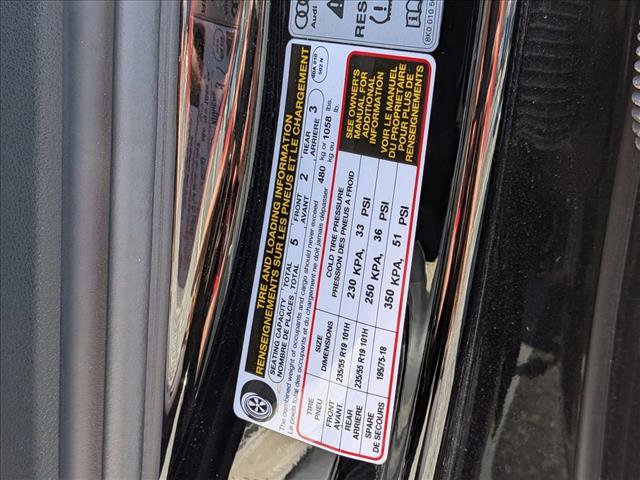 TIRE AND LOADING INFORMATION
RENSEIGNEMENTS SUR LES PNEUS ET LE CHARGEMENT
SEATING CAPACITY TOTAL 5 FRONT 2 REAR 3
NOMBRE DE PLACES TOTAL AVANT ARRIERE
The combined weight of occupants and cargo should never exceed 480 kg or 1058 lbs.
Le poids total des occupants et du chargement ne doit jamais dépasser kg ou lb.
TIRE SIZE COLD TIRE PRESSURE
PNEU DIMENSIONS PRESSION DES PNEUS A FROID
FRONT
AVANT 235/55 R19 101H 230 KPA, 33 PSI
REAR
ARRIERE 235/55 R19 101H 250 KPA, 36 PSI
SPARE
DE SECOURS 195/75-18 350 KPA, 51 PSI
SEE OWNER'S
MANUAL FOR
ADDITIONAL
INFORMATION
VOIR LE MANUEL
DU PROPRIETAIRE
POUR PLUS DE
RENSEIGNEMENTS
Audi